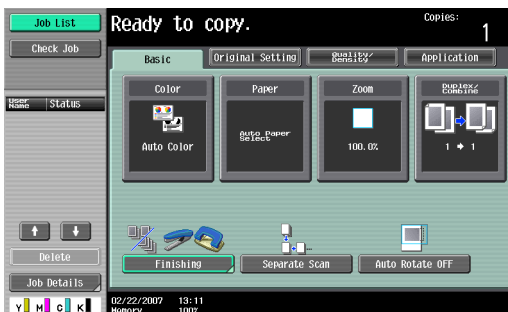 Job List
Ready to copy.
Copies:
1
Check Job
Basic
Original Setting
Quality/
Density
Application
User
Name
Status
Color
Paper
Zoom
Duplex/
Combine
Auto Color
Auto Paper
Select
100.0%
1 → 1
Delete
Finishing
Separate Scan
Auto Rotate OFF
Job Details
Y M C K
02/22/2007 13:11
Memory 100%